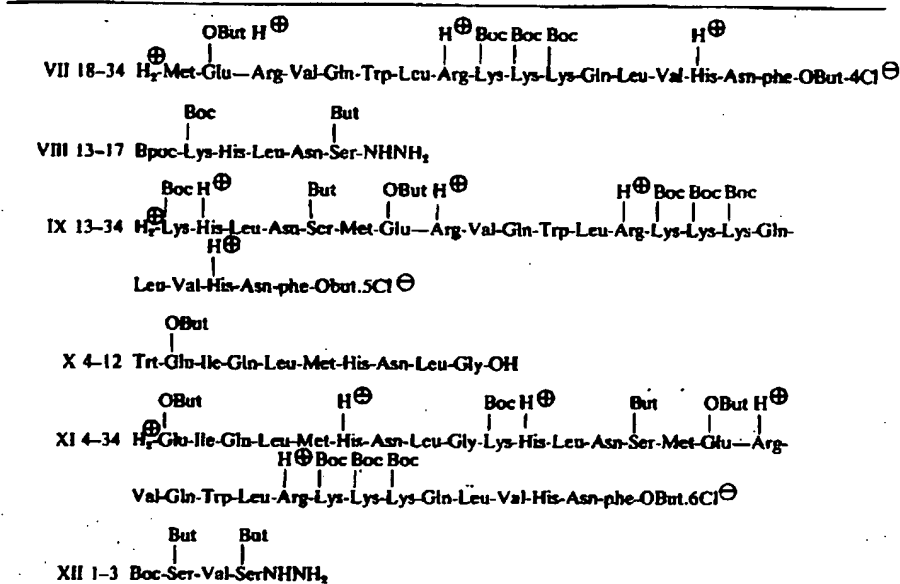 OBut H⊕ H⊕ Boc Boc Boc H⊕
VII 18–34 H₂⊕-Met-Glu—Arg-Val-Gln-Trp-Leu-Arg-Lys-Lys-Lys-Gln-Leu-Val-His-Asn-phe-OBut-4Cl⊖
Boc But
VIII 13–17 Bpoc-Lys-His-Leu-Asn-Ser-NHNH₂
Boc H⊕ But OBut H⊕ H⊕ Boc Boc Boc
IX 13–34 H₂⊕-Lys-His-Leu-Asn-Ser-Met-Glu—Arg-Val-Gln-Trp-Leu-Arg-Lys-Lys-Lys-Gln-
H⊕
Leu-Val-His-Asn-phe-Obut.5Cl⊖
OBut
X 4–12 Trt-Glu-Ile-Gln-Leu-Met-His-Asn-Leu-Gly-OH
OBut H⊕ Boc H⊕ But OBut H⊕
XI 4–34 H₂⊕-Glu-Ile-Gln-Leu-Met-His-Asn-Leu-Gly-Lys-His-Leu-Asn-Ser-Met-Glu—Arg-
H⊕ Boc Boc Boc
Val-Gln-Trp-Leu-Arg-Lys-Lys-Lys-Gln-Leu-Val-His-Asn-phe-OBut.6Cl⊖
But But
XII 1–3 Boc-Ser-Val-SerNHNH₂